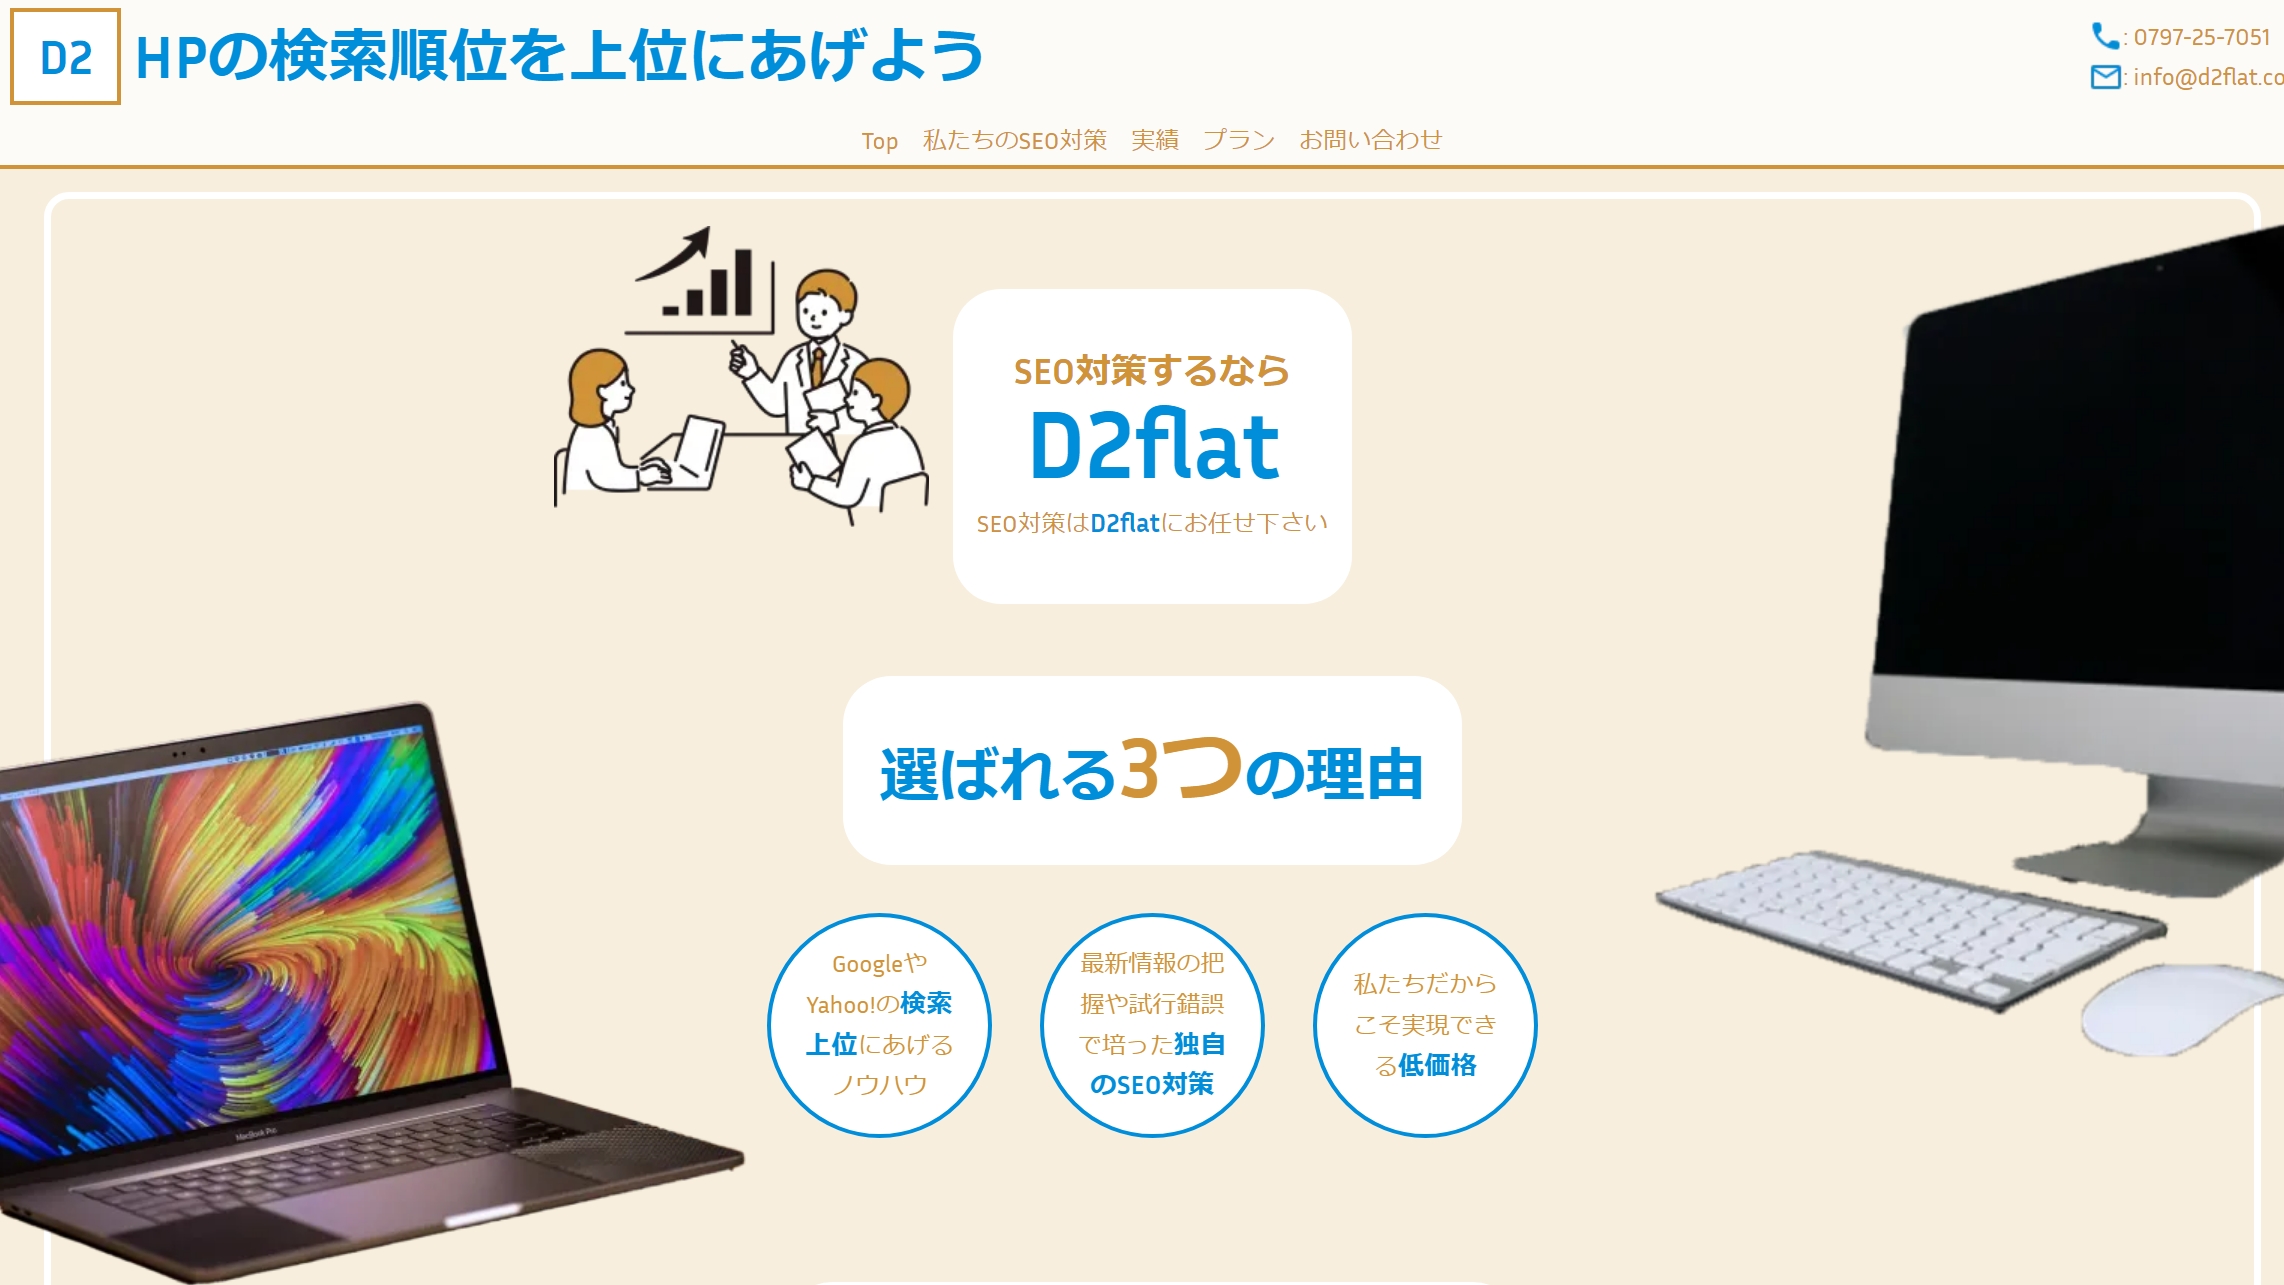 D2
HPの検索順位を上位にあげよう
: 0797-25-7051
: info@d2flat.co
Top 私たちのSEO対策 実績 プラン お問い合わせ
SEO対策するなら
D2flat
SEO対策はD2flatにお任せ下さい
選ばれる3つの理由
Googleや
Yahoo!の検索
上位にあげる
ノウハウ
最新情報の把
握や試行錯誤
で培った独自
のSEO対策
私たちだから
こそ実現でき
る低価格
MacBook Pro